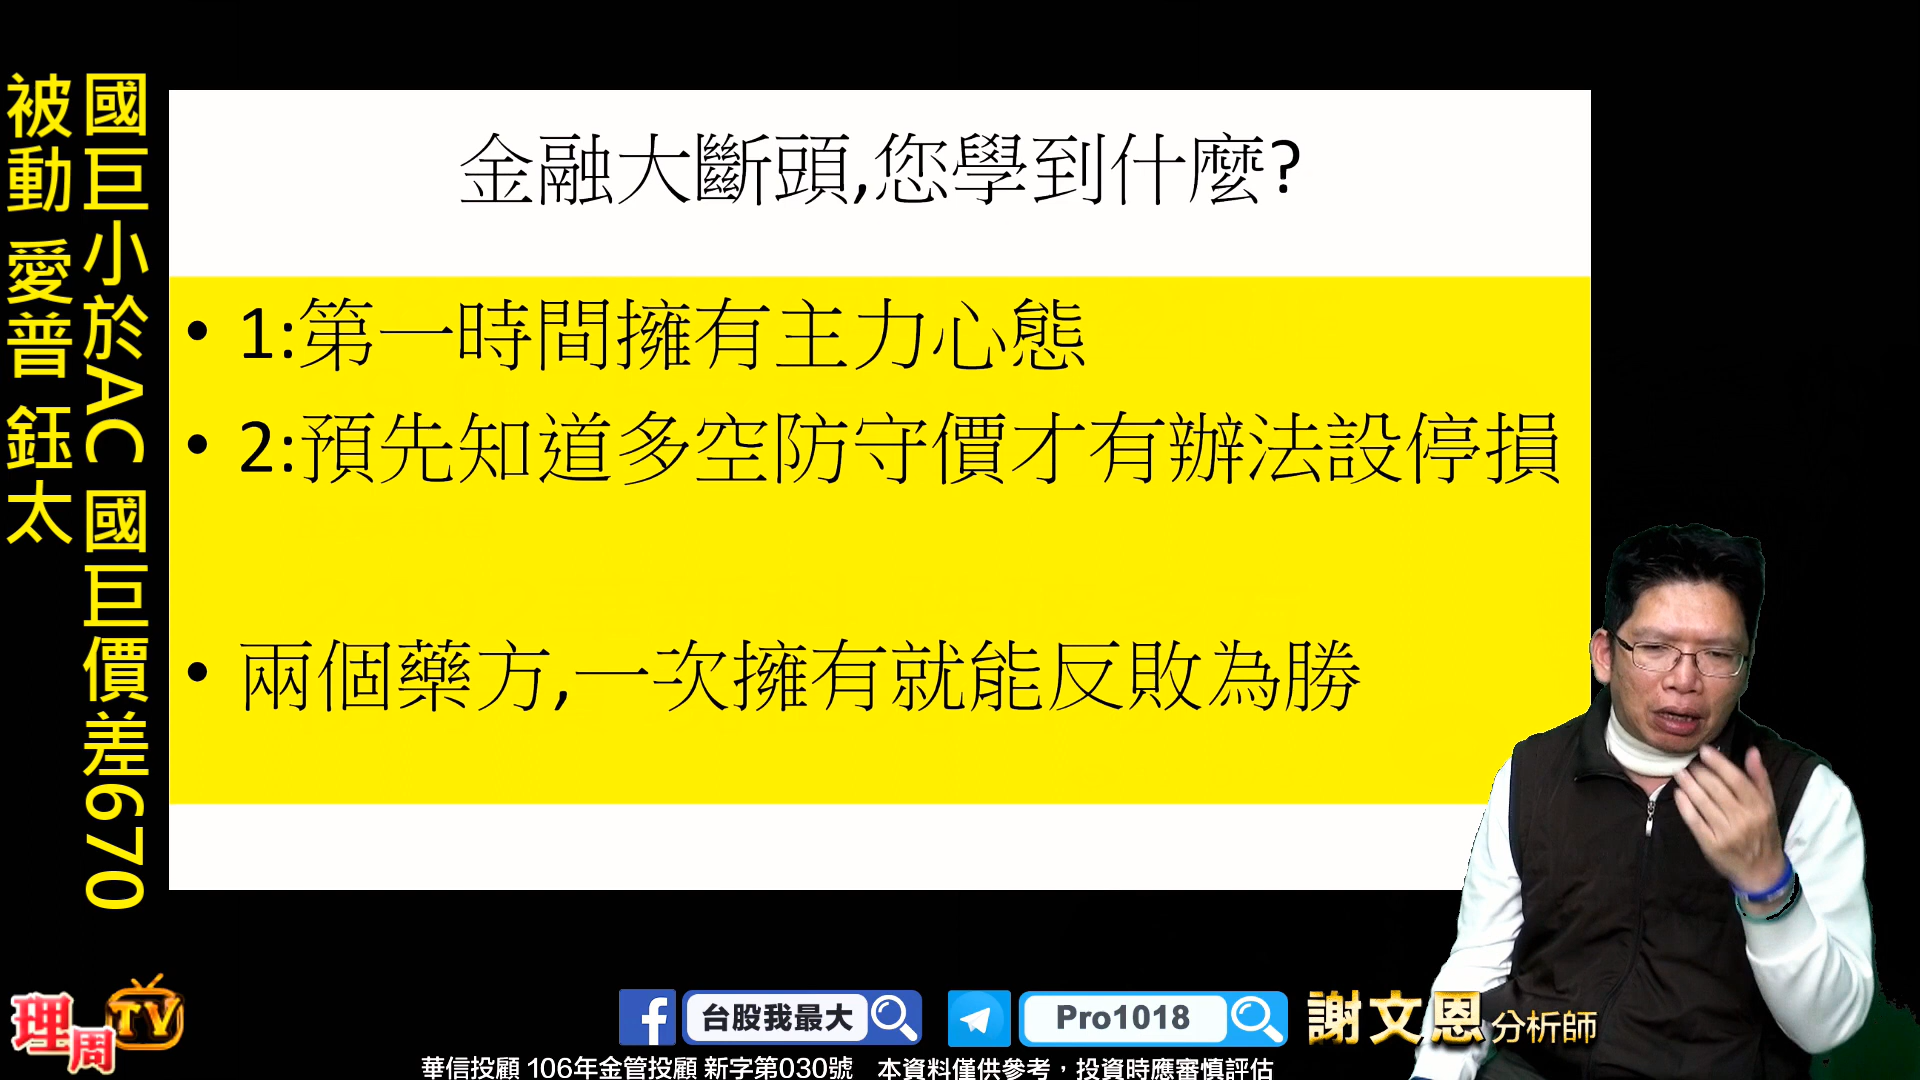 國巨小於AC 國巨價差670
被動 愛普 鈺太
金融大斷頭,您學到什麼?
• 1:第一時間擁有主力心態
• 2:預先知道多空防守價才有辦法設停損
• 兩個藥方,一次擁有就能反敗為勝
理周TV
台股我最大
Pro1018
謝文恩 分析師
華信投顧 106年金管投顧 新字第030號 本資料僅供參考，投資時應審慎評估